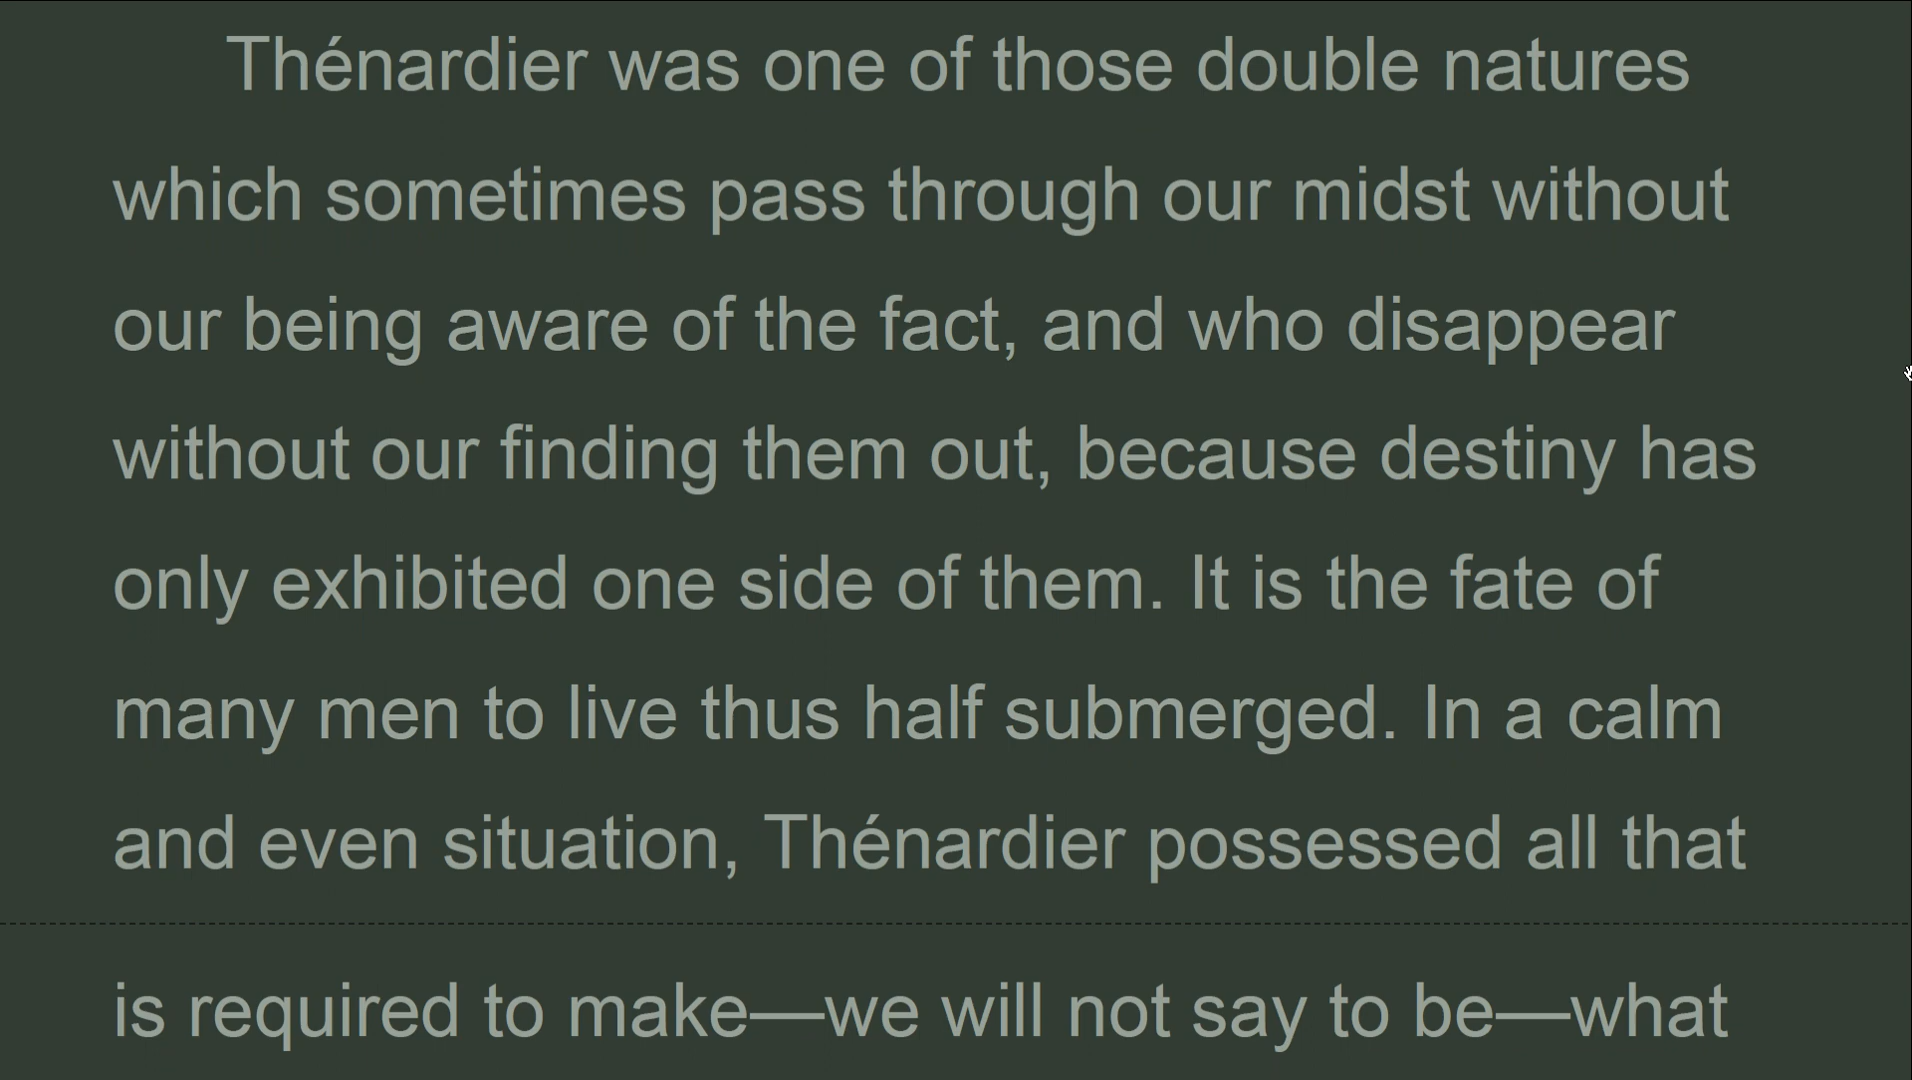 Thénardier was one of those double natures
which sometimes pass through our midst without
our being aware of the fact, and who disappear
without our finding them out, because destiny has
only exhibited one side of them. It is the fate of
many men to live thus half submerged. In a calm
and even situation, Thénardier possessed all that
is required to make—we will not say to be—what